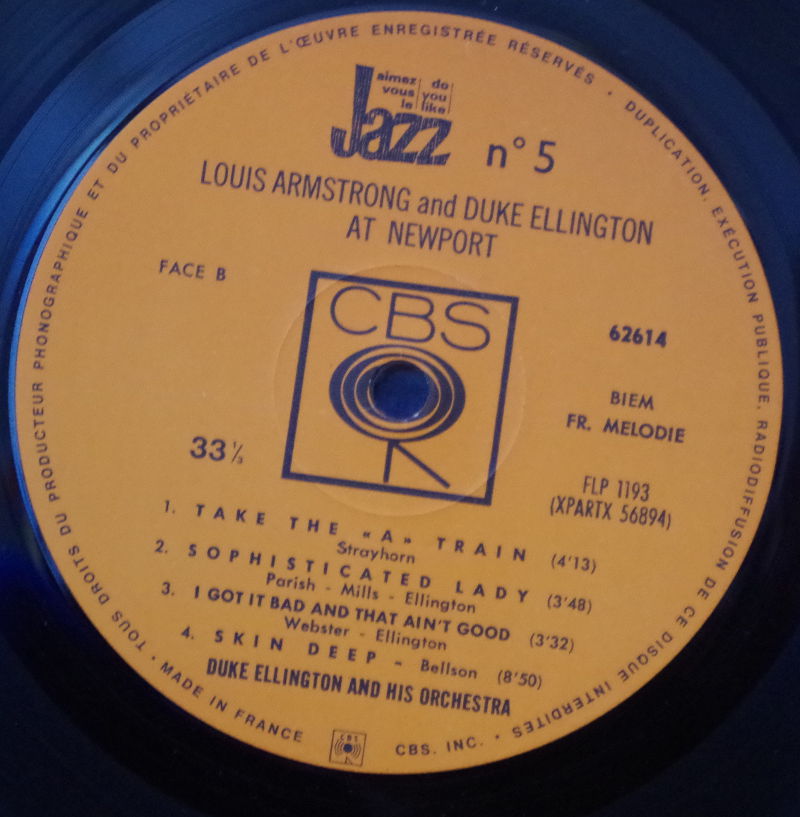 TOUS DROITS DU PRODUCTEUR PHONOGRAPHIQUE ET DU PROPRIÉTAIRE DE L'ŒUVRE ENREGISTRÉE RÉSERVÉS • DUPLICATION, EXÉCUTION PUBLIQUE, RADIODIFFUSION DE CE DISQUE INTERDITES •
aimez do
vous you
le like
Jazz n° 5
LOUIS ARMSTRONG and DUKE ELLINGTON
AT NEWPORT
FACE B
CBS
62614
BIEM
FR. MELODIE
33 1/3
FLP 1193
(XPARTX 56894)
1. TAKE THE «A» TRAIN (4'13)
Strayhorn
2. SOPHISTICATED LADY (3'48)
Parish - Mills - Ellington
3. I GOT IT BAD AND THAT AIN'T GOOD (3'32)
Webster - Ellington
4. SKIN DEEP - Bellson (8'50)
DUKE ELLINGTON AND HIS ORCHESTRA
• MADE IN FRANCE
CBS
CBS. INC. •